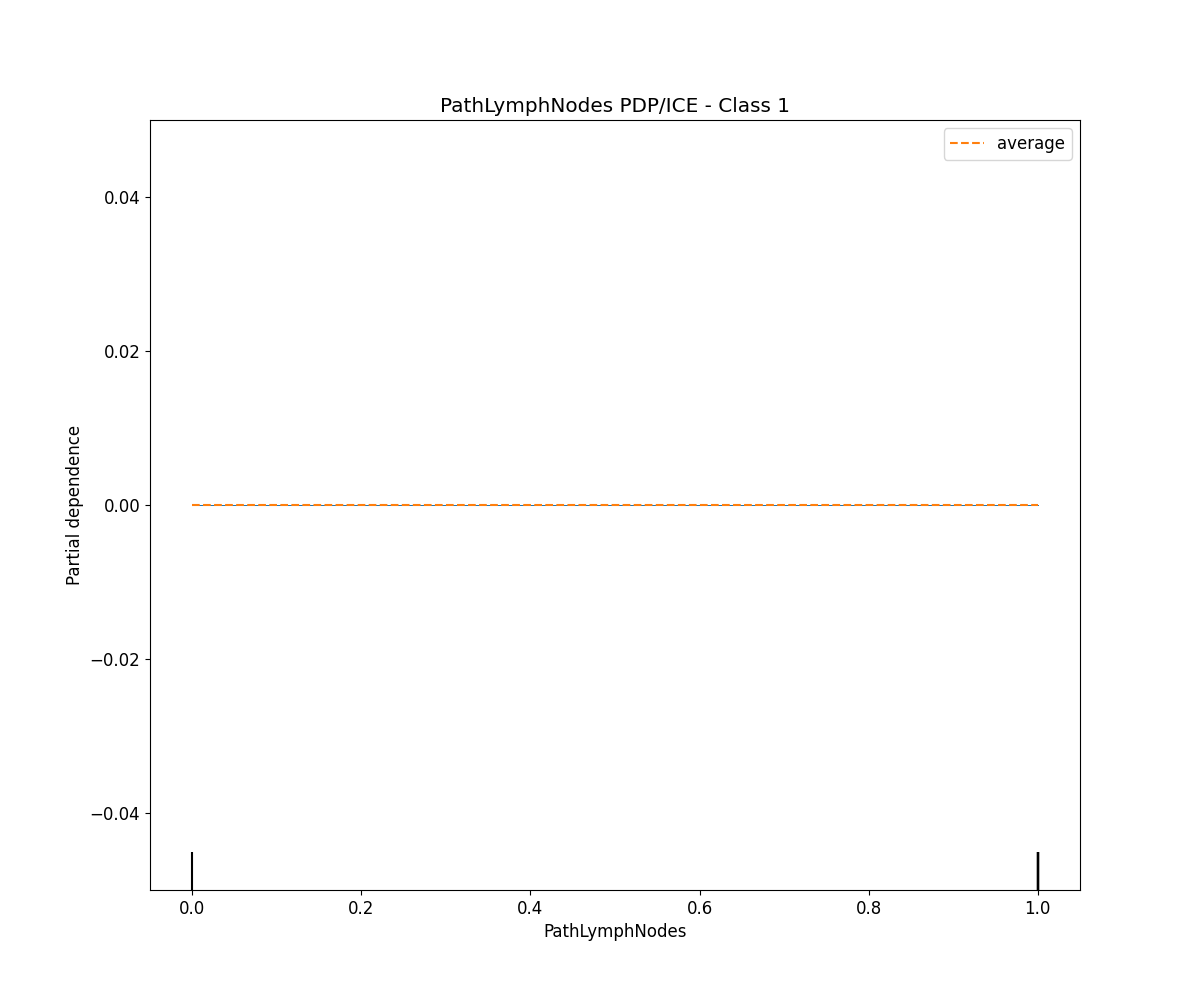 PathLymphNodes PDP/ICE - Class 1
average
0.04
0.02
0.00
−0.02
−0.04
Partial dependence
0.0 0.2 0.4 0.6 0.8 1.0
PathLymphNodes